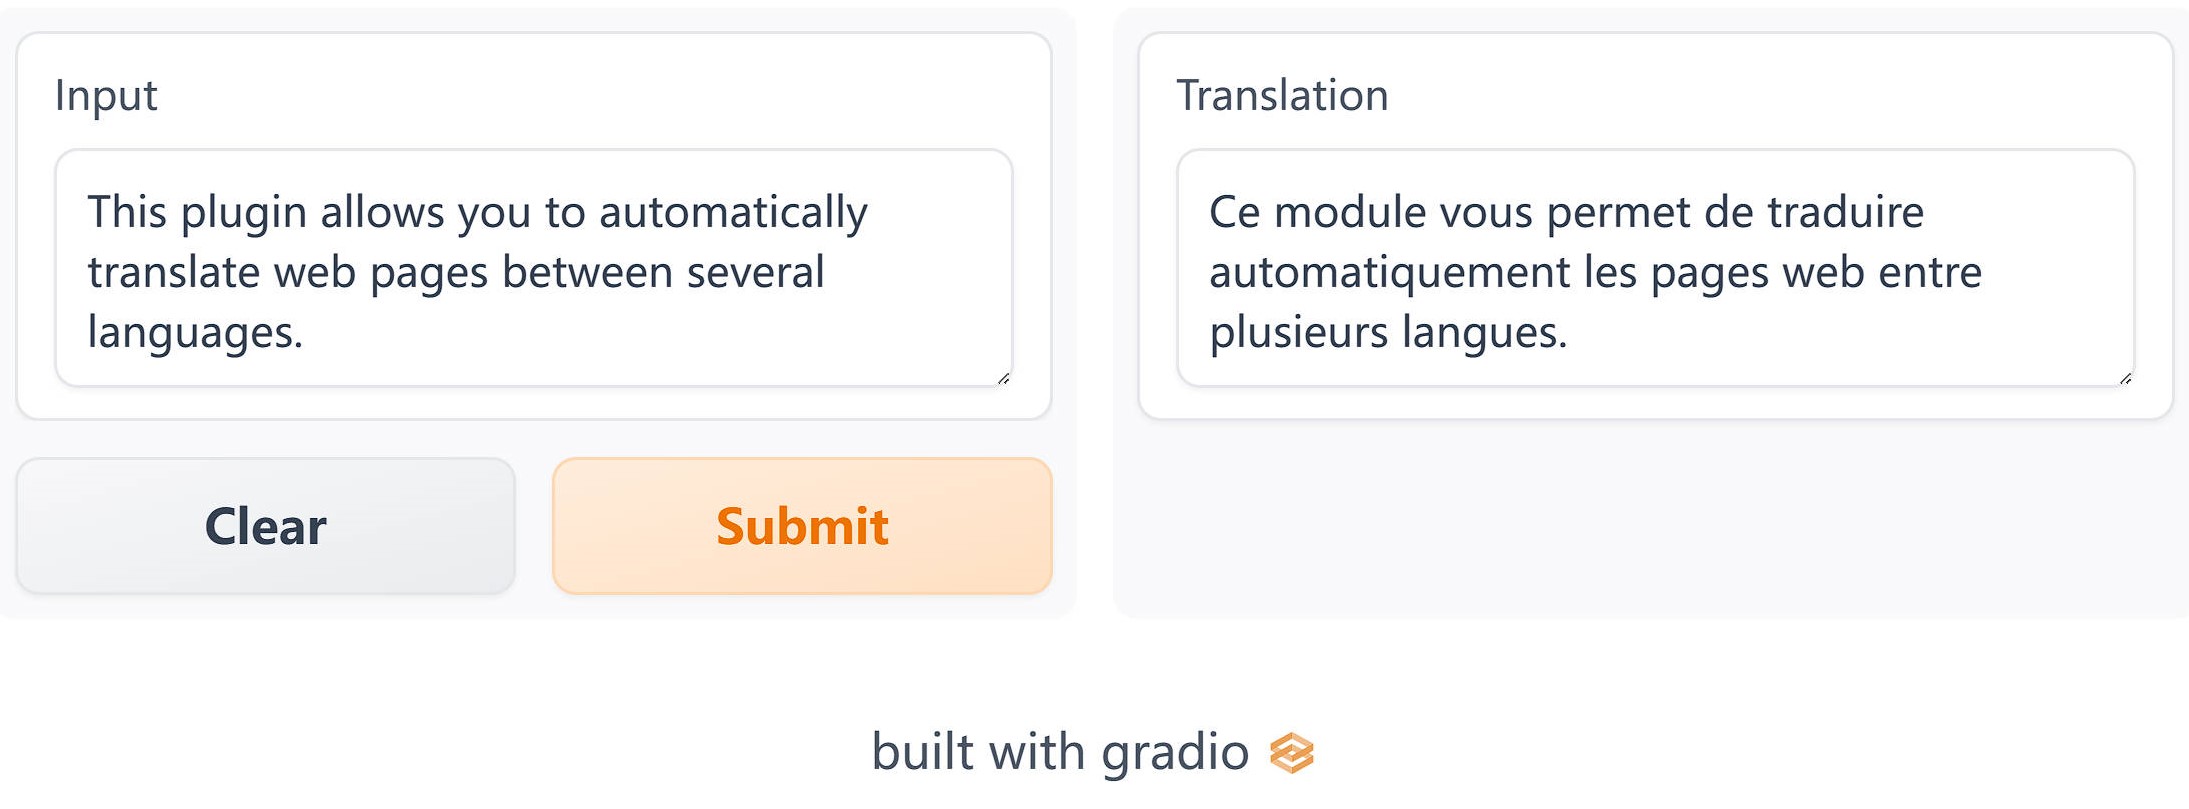 Input
This plugin allows you to automatically
translate web pages between several
languages.
Clear
Submit
Translation
Ce module vous permet de traduire
automatiquement les pages web entre
plusieurs langues.
built with gradio